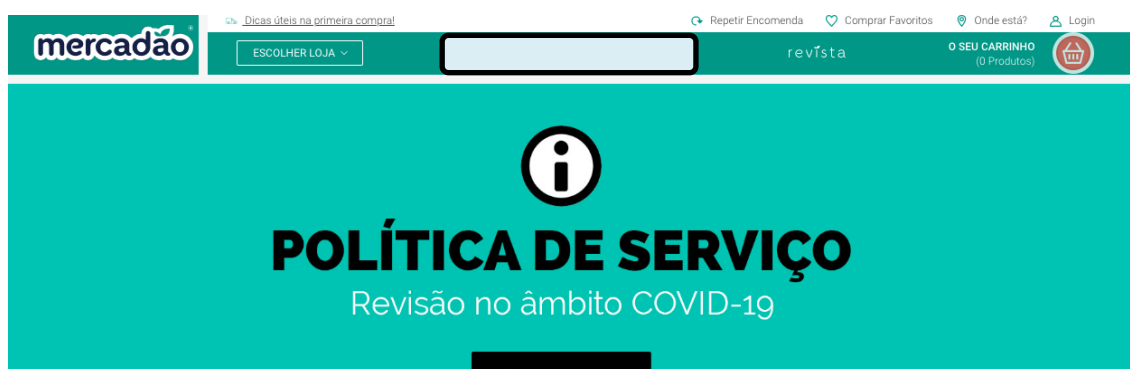 Dicas úteis na primeira compra!
Repetir Encomenda
Comprar Favoritos
Onde está?
Login
mercadão
ESCOLHER LOJA
revista
O SEU CARRINHO
(0 Produtos)
POLÍTICA DE SERVIÇO
Revisão no âmbito COVID-19